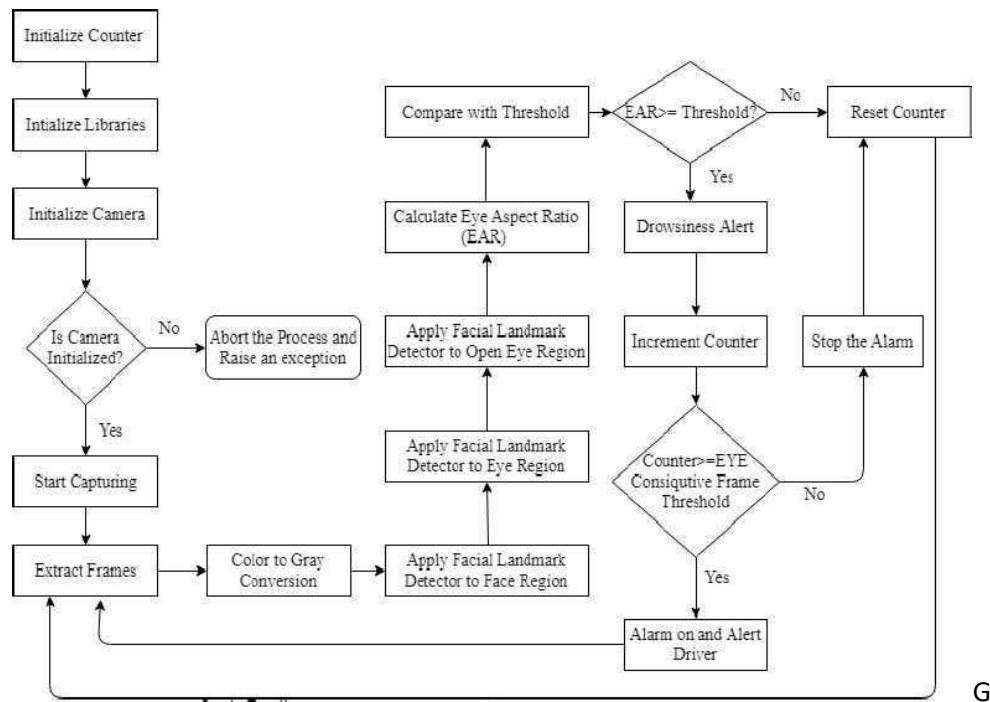 Initialize Counter
Intialize Libraries
Initialize Camera
Is Camera
Initialized?
No
Abort the Process and
Raise an exception
Yes
Start Capturing
Extract Frames
Color to Gray
Conversion
Apply Facial Landmark
Detector to Face Region
Apply Facial Landmark
Detector to Eye Region
Apply Facial Landmark
Detector to Open Eye Region
Calculate Eye Aspect Ratio
(EAR)
Compare with Threshold
EAR>= Threshold?
No
Reset Counter
Yes
Drowsiness Alert
Increment Counter
Stop the Alarm
Counter>=EYE
Consiqutive Frame
Threshold
No
Yes
Alarm on and Alert
Driver
G